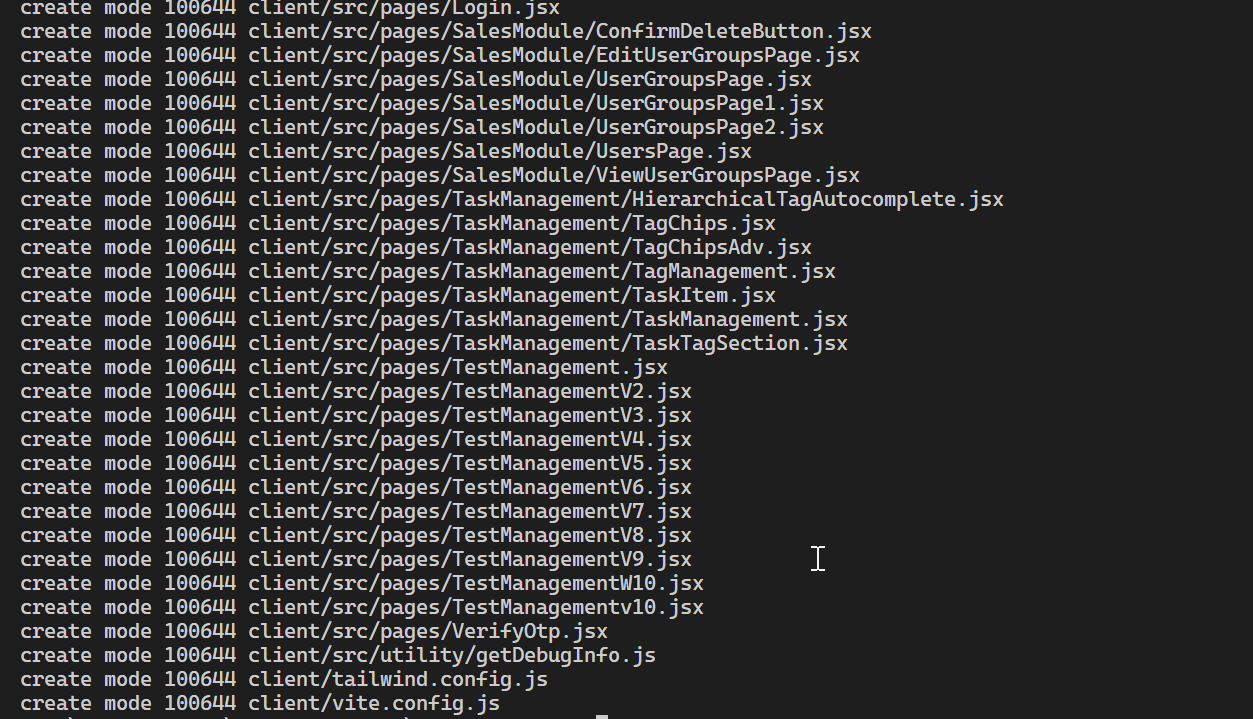 create mode 100644 client/src/pages/Login.jsx
create mode 100644 client/src/pages/SalesModule/ConfirmDeleteButton.jsx
create mode 100644 client/src/pages/SalesModule/EditUserGroupsPage.jsx
create mode 100644 client/src/pages/SalesModule/UserGroupsPage.jsx
create mode 100644 client/src/pages/SalesModule/UserGroupsPage1.jsx
create mode 100644 client/src/pages/SalesModule/UserGroupsPage2.jsx
create mode 100644 client/src/pages/SalesModule/UsersPage.jsx
create mode 100644 client/src/pages/SalesModule/ViewUserGroupsPage.jsx
create mode 100644 client/src/pages/TaskManagement/HierarchicalTagAutocomplete.jsx
create mode 100644 client/src/pages/TaskManagement/TagChips.jsx
create mode 100644 client/src/pages/TaskManagement/TagChipsAdv.jsx
create mode 100644 client/src/pages/TaskManagement/TagManagement.jsx
create mode 100644 client/src/pages/TaskManagement/TaskItem.jsx
create mode 100644 client/src/pages/TaskManagement/TaskManagement.jsx
create mode 100644 client/src/pages/TaskManagement/TaskTagSection.jsx
create mode 100644 client/src/pages/TestManagement.jsx
create mode 100644 client/src/pages/TestManagementV2.jsx
create mode 100644 client/src/pages/TestManagementV3.jsx
create mode 100644 client/src/pages/TestManagementV4.jsx
create mode 100644 client/src/pages/TestManagementV5.jsx
create mode 100644 client/src/pages/TestManagementV6.jsx
create mode 100644 client/src/pages/TestManagementV7.jsx
create mode 100644 client/src/pages/TestManagementV8.jsx
create mode 100644 client/src/pages/TestManagementV9.jsx
create mode 100644 client/src/pages/TestManagementW10.jsx
create mode 100644 client/src/pages/TestManagementv10.jsx
create mode 100644 client/src/pages/VerifyOtp.jsx
create mode 100644 client/src/utility/getDebugInfo.js
create mode 100644 client/tailwind.config.js
create mode 100644 client/vite.config.js